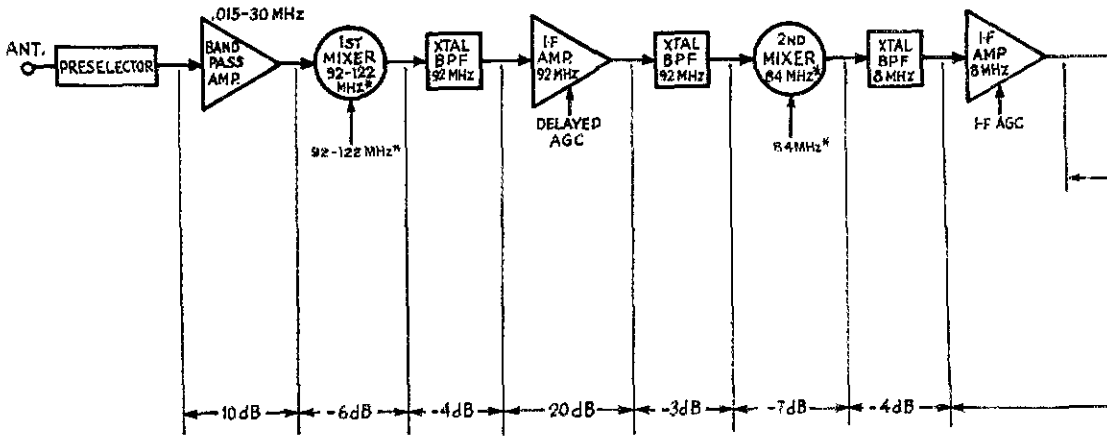 .015-30 MHz
ANT.
PRESELECTOR
BAND
PASS
AMP.
1ST
MIXER
92-122
MHz*
92-122 MHz*
XTAL
BPF
92 MHz
I-F
AMP.
92 MHz
DELAYED
AGC
XTAL
BPF
92 MHz
2ND
MIXER
84 MHz*
84 MHz*
XTAL
BPF
8 MHz
I-F
AMP.
8 MHz
I-F AGC
10dB
-6dB
-4dB
20dB
-3dB
-7dB
-4dB